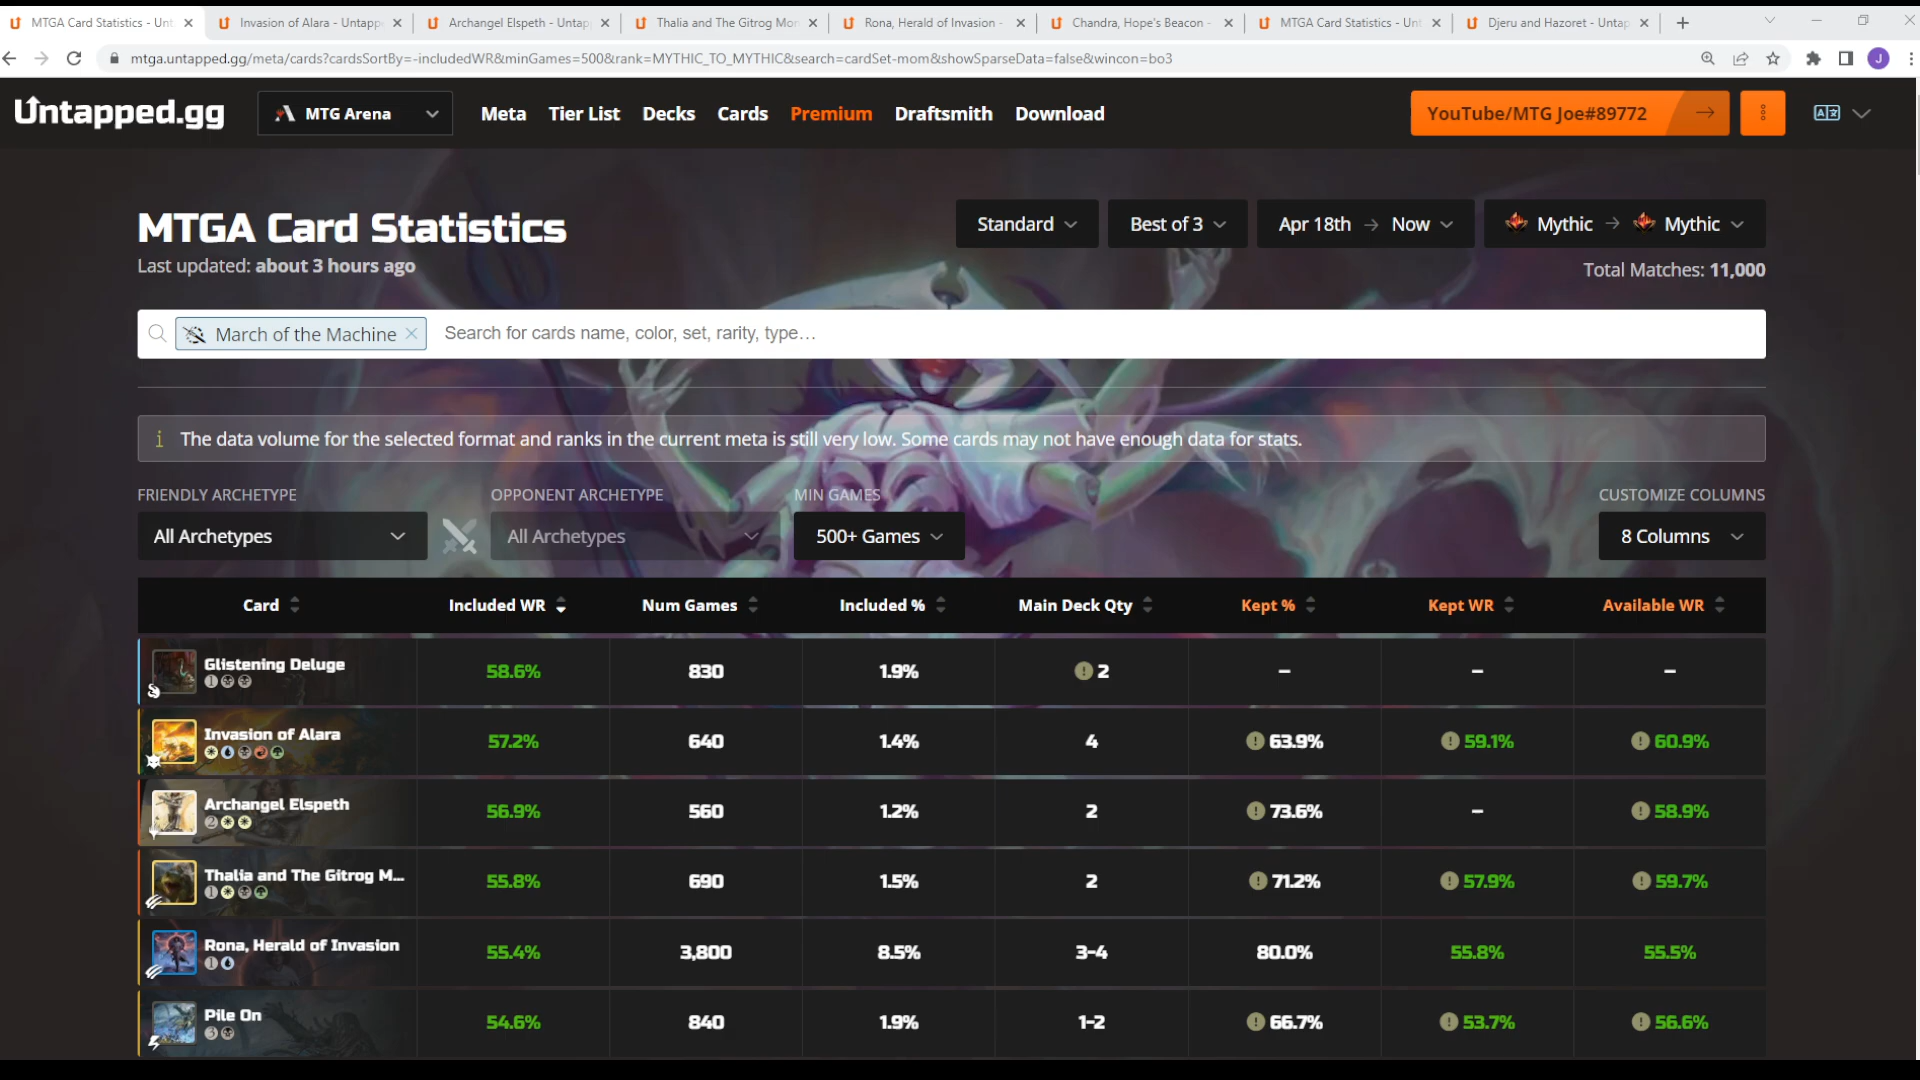 MTGA Card Statistics - Unt
Invasion of Alara - Untapp
Archangel Elspeth - Untap
Thalia and The Gitrog Mon
Rona, Herald of Invasion -
Chandra, Hope's Beacon -
MTGA Card Statistics - Unt
Djeru and Hazoret - Untap
mtga.untapped.gg/meta/cards?cardsSortBy=-includedWR&minGames=500&rank=MYTHIC_TO_MYTHIC&search=cardSet-mom&showSparseData=false&wincon=bo3
J
Untapped.gg
MTG Arena
Meta
Tier List
Decks
Cards
Premium
Draftsmith
Download
YouTube/MTG Joe#89772
MTGA Card Statistics
Standard
Best of 3
Apr 18th → Now
Mythic → Mythic
Last updated: about 3 hours ago
Total Matches: 11,000
March of the Machine
Search for cards name, color, set, rarity, type…
The data volume for the selected format and ranks in the current meta is still very low. Some cards may not have enough data for stats.
FRIENDLY ARCHETYPE
OPPONENT ARCHETYPE
MIN GAMES
CUSTOMIZE COLUMNS
All Archetypes
All Archetypes
500+ Games
8 Columns
Card Included WR Num Games Included % Main Deck Qty Kept % Kept WR Available WR
Glistening Deluge 58.6% 830 1.9% 2 – – –
1
Invasion of Alara 57.2% 640 1.4% 4 63.9% 59.1% 60.9%
Archangel Elspeth 56.9% 560 1.2% 2 73.6% – 58.9%
2
Thalia and The Gitrog M... 55.8% 690 1.5% 2 71.2% 57.9% 59.7%
1
Rona, Herald of Invasion 55.4% 3,800 8.5% 3-4 80.0% 55.8% 55.5%
1
Pile On 54.6% 840 1.9% 1-2 66.7% 53.7% 56.6%
3